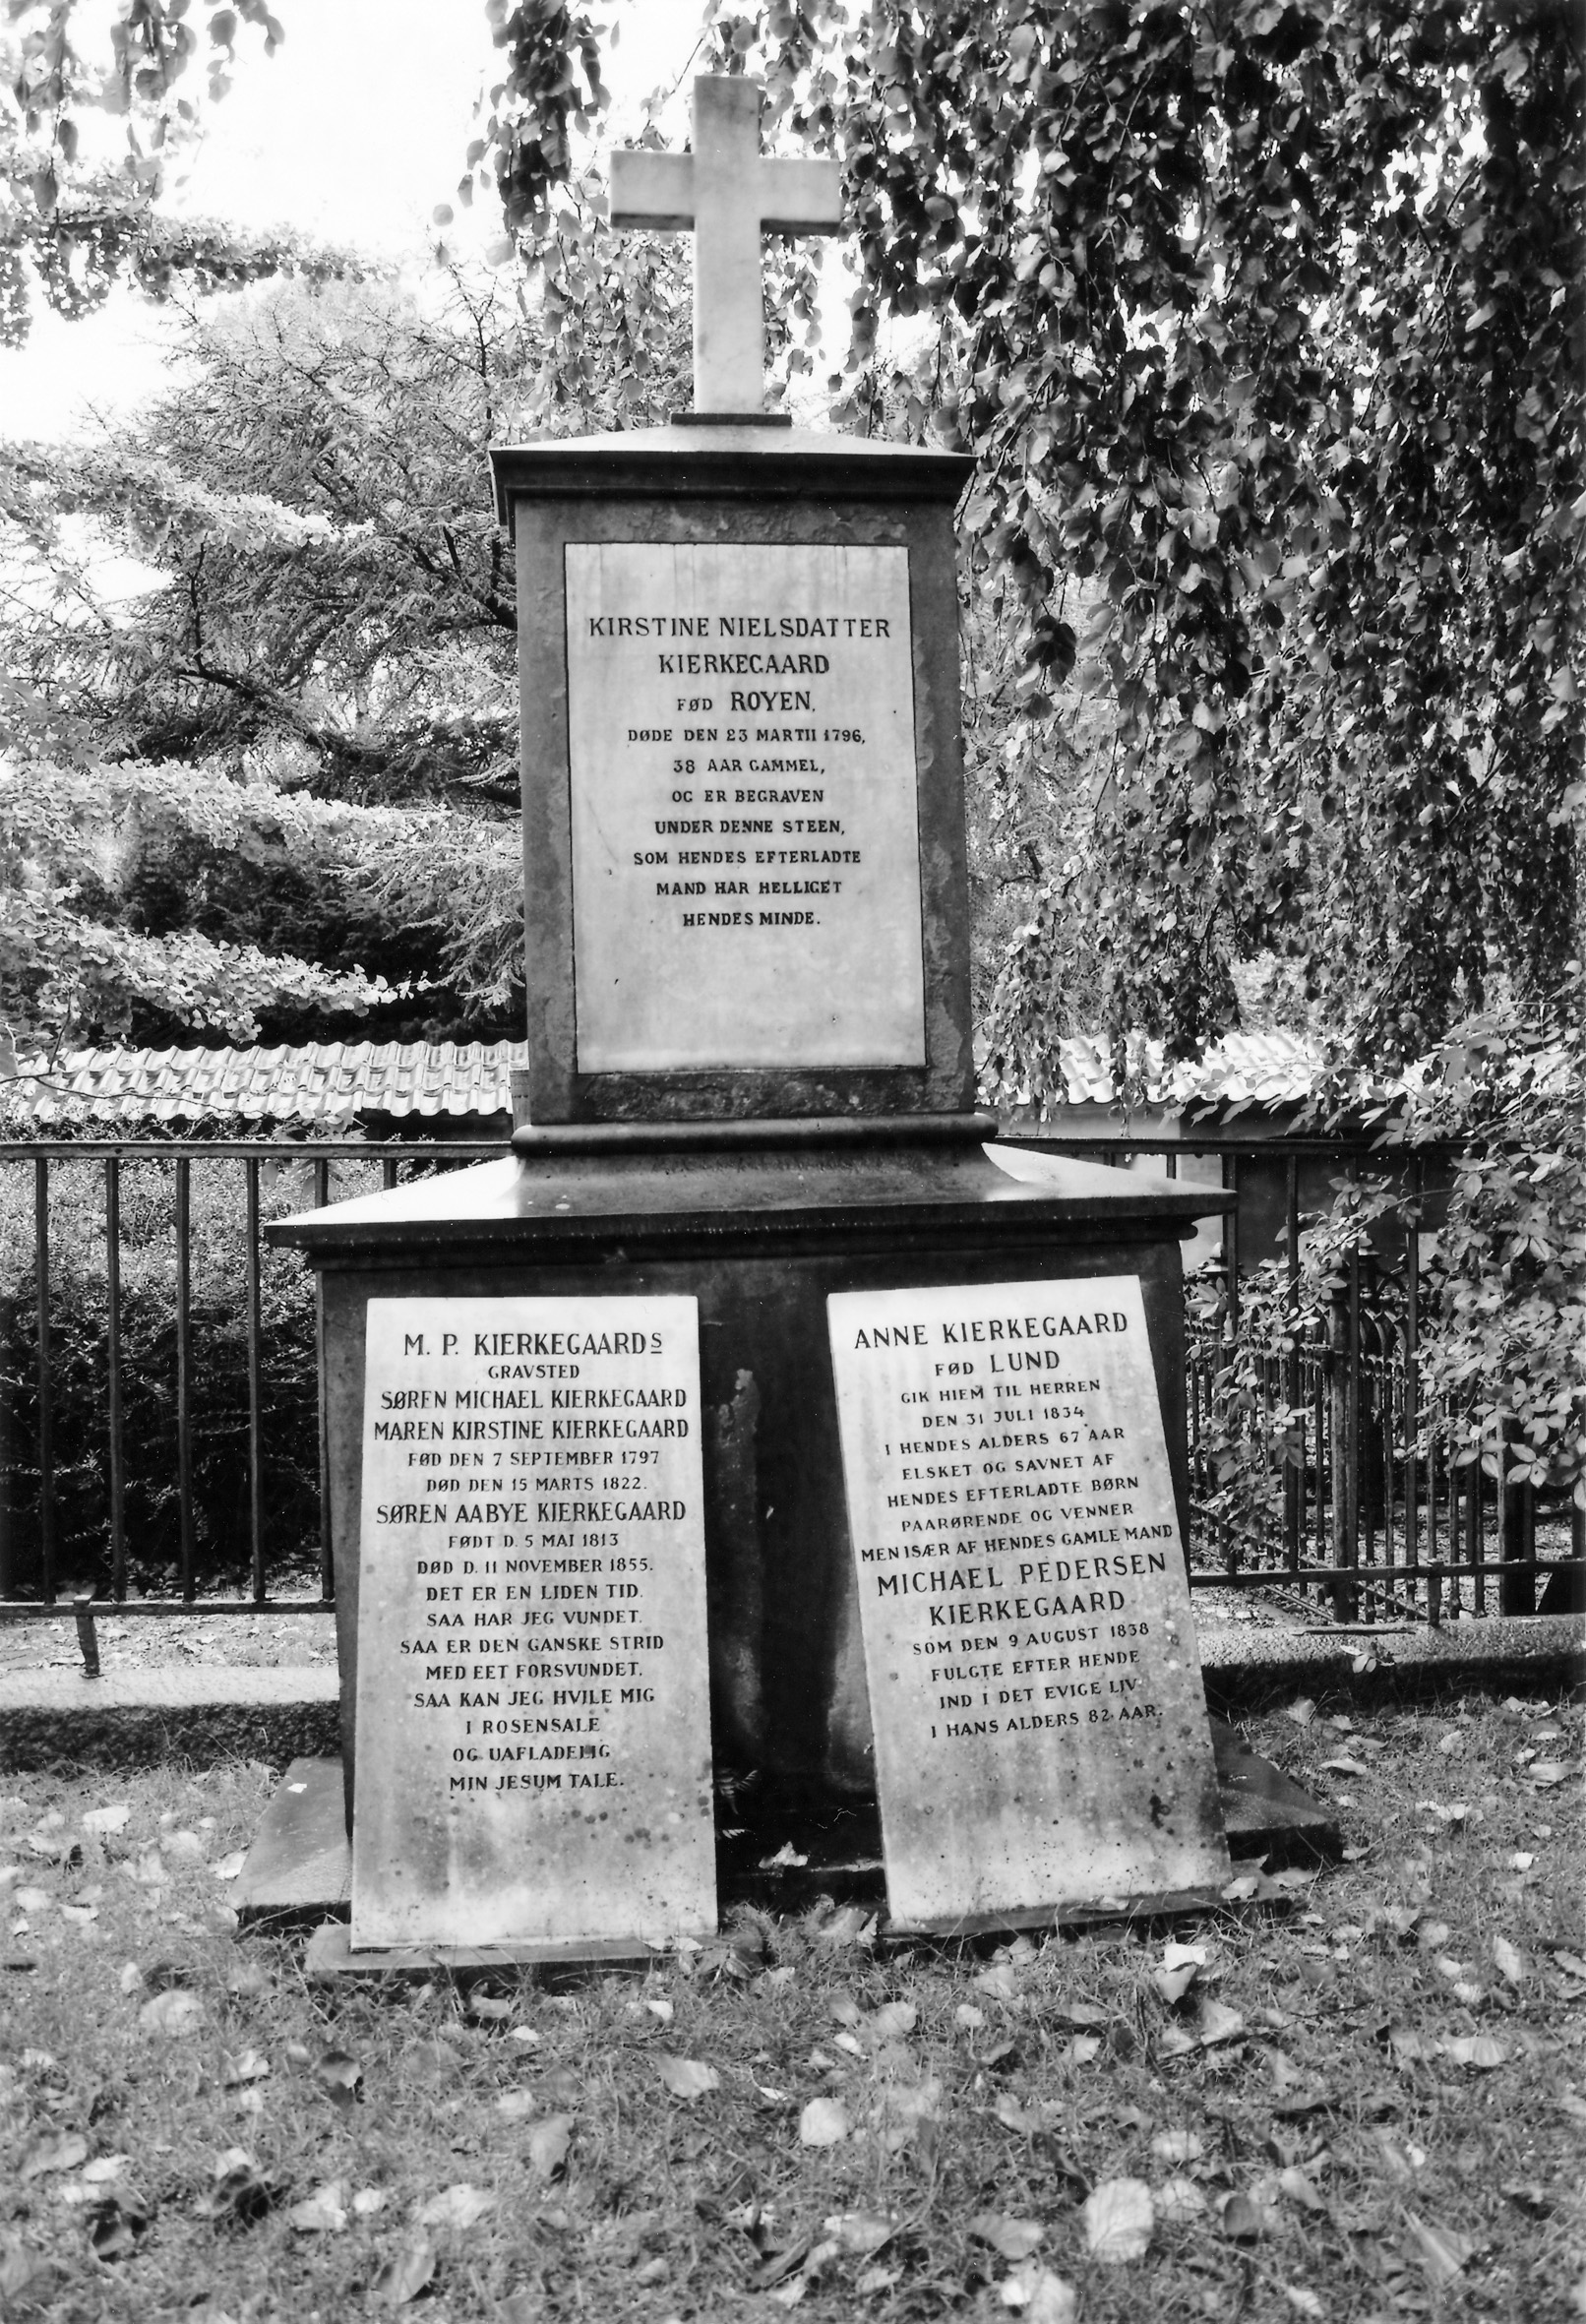 KIRSTINE NIELSDATTER
KIERKEGAARD
FØD ROYEN.
DØDE DEN 23 MARTII 1796,
38 AAR GAMMEL,
OG ER BEGRAVEN
UNDER DENNE STEEN,
SOM HENDES EFTERLADTE
MAND HAR HELLIGET
HENDES MINDE.
M. P. KIERKEGAARDS
GRAVSTED
SØREN MICHAEL KIERKEGAARD
MAREN KIRSTINE KIERKEGAARD
FØD DEN 7 SEPTEMBER 1797
DØD DEN 15 MARTS 1822.
SØREN AABYE KIERKEGAARD
FØDT D. 5 MAI 1813
DØD D. 11 NOVEMBER 1855.
DET ER EN LIDEN TID.
SAA HAR JEG VUNDET.
SAA ER DEN GANSKE STRID
MED EET FORSVUNDET.
SAA KAN JEG HVILE MIG
I ROSENSALE
OG UAFLADELIG
MIN JESUM TALE.
ANNE KIERKEGAARD
FØD LUND
GIK HIEM TIL HERREN
DEN 31 JULI 1834
I HENDES ALDERS 67 AAR
ELSKET OG SAVNET AF
HENDES EFTERLADTE BØRN
PAARØRENDE OG VENNER
MEN ISÆR AF HENDES GAMLE MAND
MICHAEL PEDERSEN
KIERKEGAARD
SOM DEN 9 AUGUST 1838
FULGTE EFTER HENDE
IND I DET EVIGE LIV
I HANS ALDERS 82. AAR.